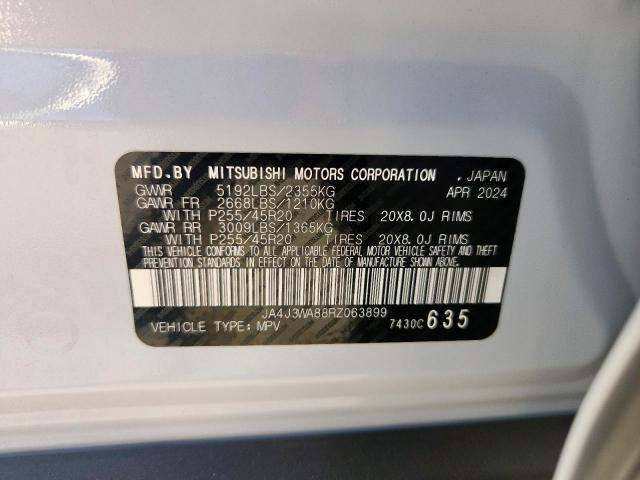 MFD.BY MITSUBISHI MOTORS CORPORATION , JAPAN
GVWR 5192LBS/2355KG APR 2024
GAWR FR 2668LBS/1210KG
WITH P255/45R20 TIRES 20X8.0J RIMS
GAWR RR 3009LBS/1365KG
WITH P255/45R20 TIRES 20X8.0J RIMS
THIS VEHICLE CONFORMS TO ALL APPLICABLE FEDERAL MOTOR VEHICLE SAFETY AND THEFT
PREVENTION STANDARDS IN EFFECT ON THE DATE OF MANUFACTURE SHOWN ABOVE.
JA4J3WA88RZ063899
VEHICLE TYPE: MPV 7430C 635